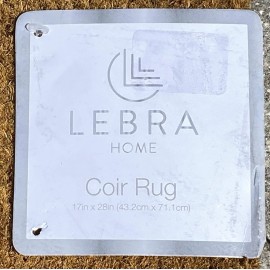 LEBRA
HOME
Coir Rug
17in x 28in (43.2cm x 71.1cm)